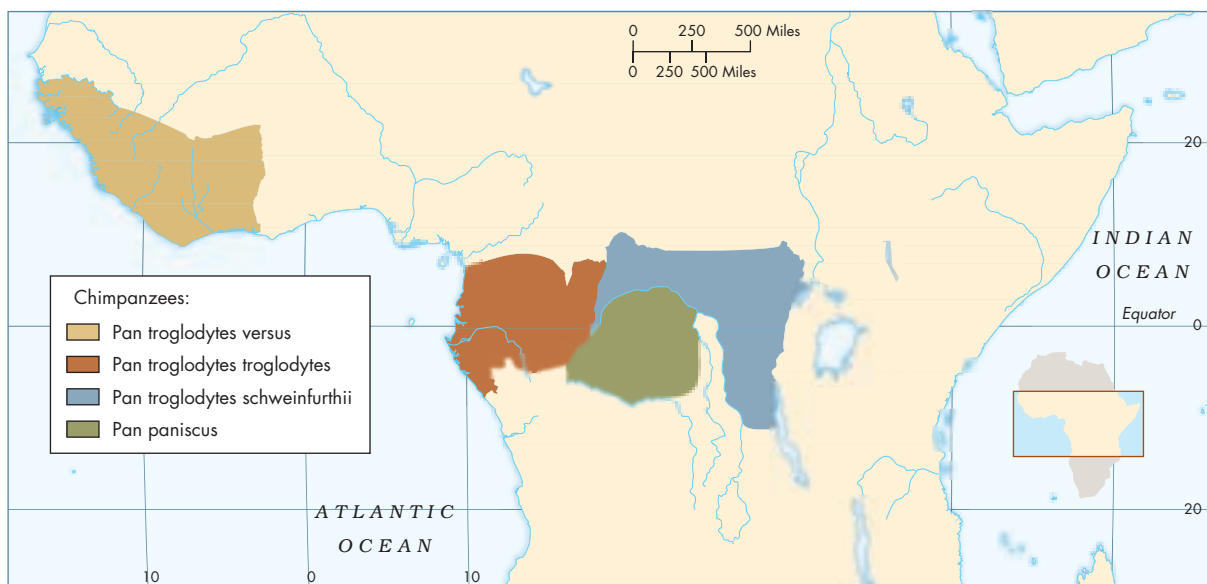 0 250 500 Miles
0 250 500 Miles
20
INDIAN
OCEAN
Equator
0
Chimpanzees:
Pan troglodytes versus
Pan troglodytes troglodytes
Pan troglodytes schweinfurthii
Pan paniscus
ATLANTIC
OCEAN
20
10 0 10